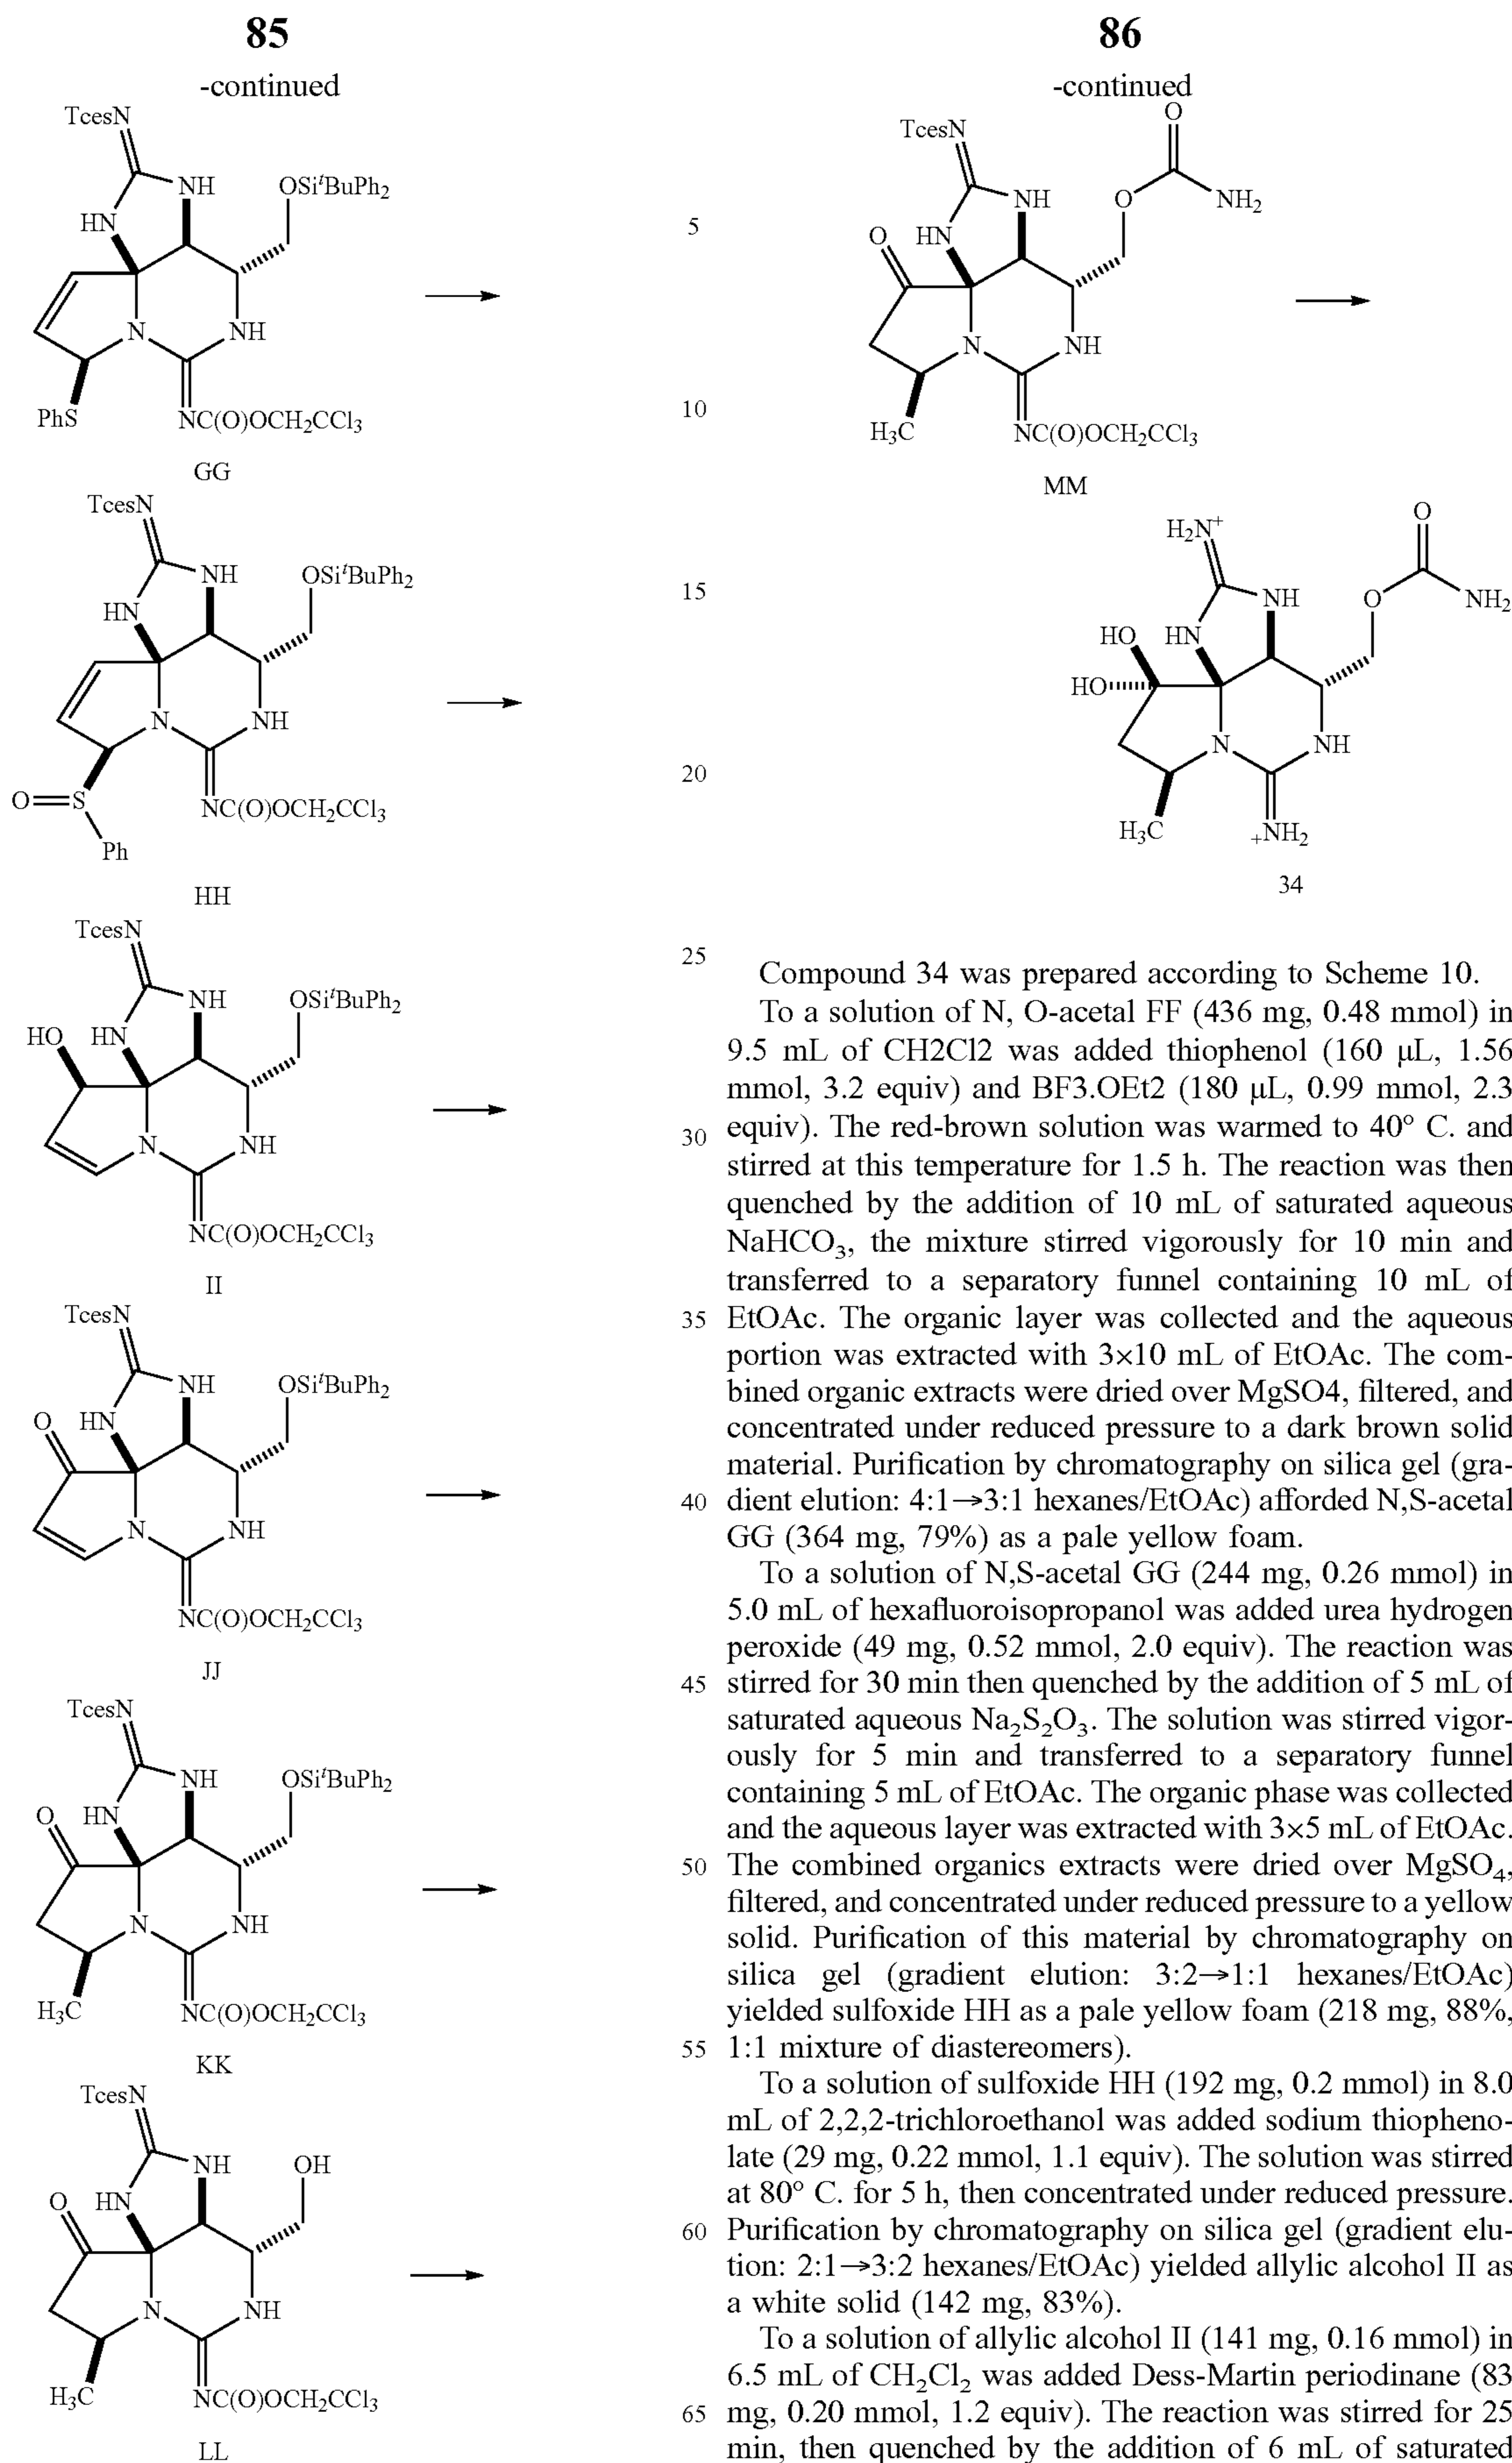 85
-continued
TcesN
NH
OSiᵗBuPh₂
HN
N
NH
PhS
NC(O)OCH₂CCl₃
GG
TcesN
NH
OSiᵗBuPh₂
HN
N
NH
O
S
NC(O)OCH₂CCl₃
Ph
HH
TcesN
NH
OSiᵗBuPh₂
HO
HN
N
NH
NC(O)OCH₂CCl₃
II
TcesN
NH
OSiᵗBuPh₂
O
HN
N
NH
NC(O)OCH₂CCl₃
JJ
TcesN
NH
OSiᵗBuPh₂
O
HN
N
NH
H₃C
NC(O)OCH₂CCl₃
KK
TcesN
NH
OH
O
HN
N
NH
H₃C
NC(O)OCH₂CCl₃
LL
86
-continued
O
TcesN
NH
O
NH₂
5
O
HN
N
NH
10
H₃C
NC(O)OCH₂CCl₃
MM
O
H₂N⁺
15
NH
O
NH₂
HO
HN
HO
N
NH
20
H₃C
⁺NH₂
34
25
Compound 34 was prepared according to Scheme 10.
To a solution of N, O-acetal FF (436 mg, 0.48 mmol) in
9.5 mL of CH2Cl2 was added thiophenol (160 μL, 1.56
mmol, 3.2 equiv) and BF3.OEt2 (180 μL, 0.99 mmol, 2.3
30 equiv). The red-brown solution was warmed to 40° C. and
stirred at this temperature for 1.5 h. The reaction was then
quenched by the addition of 10 mL of saturated aqueous
NaHCO₃, the mixture stirred vigorously for 10 min and
transferred to a separatory funnel containing 10 mL of
35 EtOAc. The organic layer was collected and the aqueous
portion was extracted with 3×10 mL of EtOAc. The com-
bined organic extracts were dried over MgSO4, filtered, and
concentrated under reduced pressure to a dark brown solid
material. Purification by chromatography on silica gel (gra-
40 dient elution: 4:1→3:1 hexanes/EtOAc) afforded N,S-acetal
GG (364 mg, 79%) as a pale yellow foam.
To a solution of N,S-acetal GG (244 mg, 0.26 mmol) in
5.0 mL of hexafluoroisopropanol was added urea hydrogen
peroxide (49 mg, 0.52 mmol, 2.0 equiv). The reaction was
45 stirred for 30 min then quenched by the addition of 5 mL of
saturated aqueous Na₂S₂O₃. The solution was stirred vigor-
ously for 5 min and transferred to a separatory funnel
containing 5 mL of EtOAc. The organic phase was collected
and the aqueous layer was extracted with 3×5 mL of EtOAc.
50 The combined organics extracts were dried over MgSO₄,
filtered, and concentrated under reduced pressure to a yellow
solid. Purification of this material by chromatography on
silica gel (gradient elution: 3:2→1:1 hexanes/EtOAc)
yielded sulfoxide HH as a pale yellow foam (218 mg, 88%,
55 1:1 mixture of diastereomers).
To a solution of sulfoxide HH (192 mg, 0.2 mmol) in 8.0
mL of 2,2,2-trichloroethanol was added sodium thiopheno-
late (29 mg, 0.22 mmol, 1.1 equiv). The solution was stirred
at 80° C. for 5 h, then concentrated under reduced pressure.
60 Purification by chromatography on silica gel (gradient elu-
tion: 2:1→3:2 hexanes/EtOAc) yielded allylic alcohol II as
a white solid (142 mg, 83%).
To a solution of allylic alcohol II (141 mg, 0.16 mmol) in
6.5 mL of CH₂Cl₂ was added Dess-Martin periodinane (83
65 mg, 0.20 mmol, 1.2 equiv). The reaction was stirred for 25
min, then quenched by the addition of 6 mL of saturated